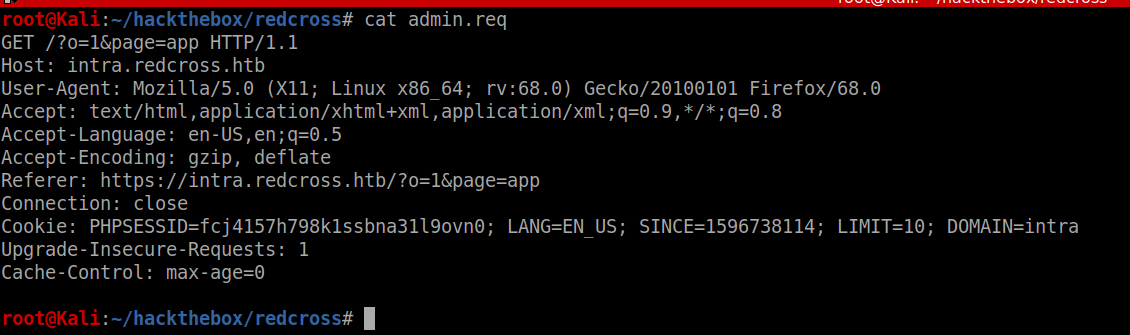 root@Kali: ~/hackthebox/redcross
root@Kali:~/hackthebox/redcross# cat admin.req
GET /?o=1&page=app HTTP/1.1
Host: intra.redcross.htb
User-Agent: Mozilla/5.0 (X11; Linux x86_64; rv:68.0) Gecko/20100101 Firefox/68.0
Accept: text/html,application/xhtml+xml,application/xml;q=0.9,*/*;q=0.8
Accept-Language: en-US,en;q=0.5
Accept-Encoding: gzip, deflate
Referer: https://intra.redcross.htb/?o=1&page=app
Connection: close
Cookie: PHPSESSID=fcj4157h798k1ssbna31l9ovn0; LANG=EN_US; SINCE=1596738114; LIMIT=10; DOMAIN=intra
Upgrade-Insecure-Requests: 1
Cache-Control: max-age=0
root@Kali:~/hackthebox/redcross#